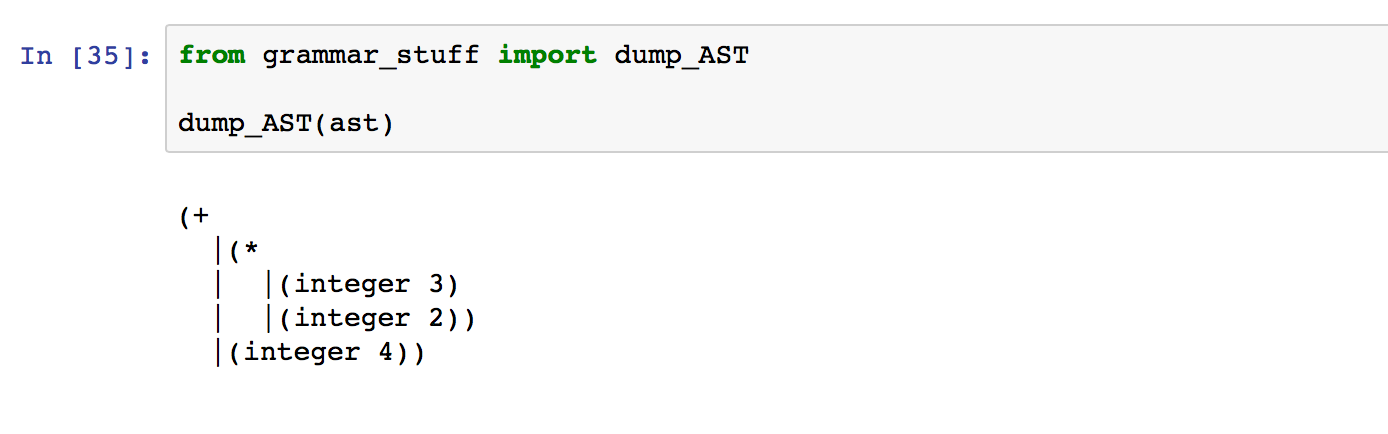 In [35]: from grammar_stuff import dump_AST
dump_AST(ast)
(+
  |(*
  |  |(integer 3)
  |  |(integer 2))
  |(integer 4))